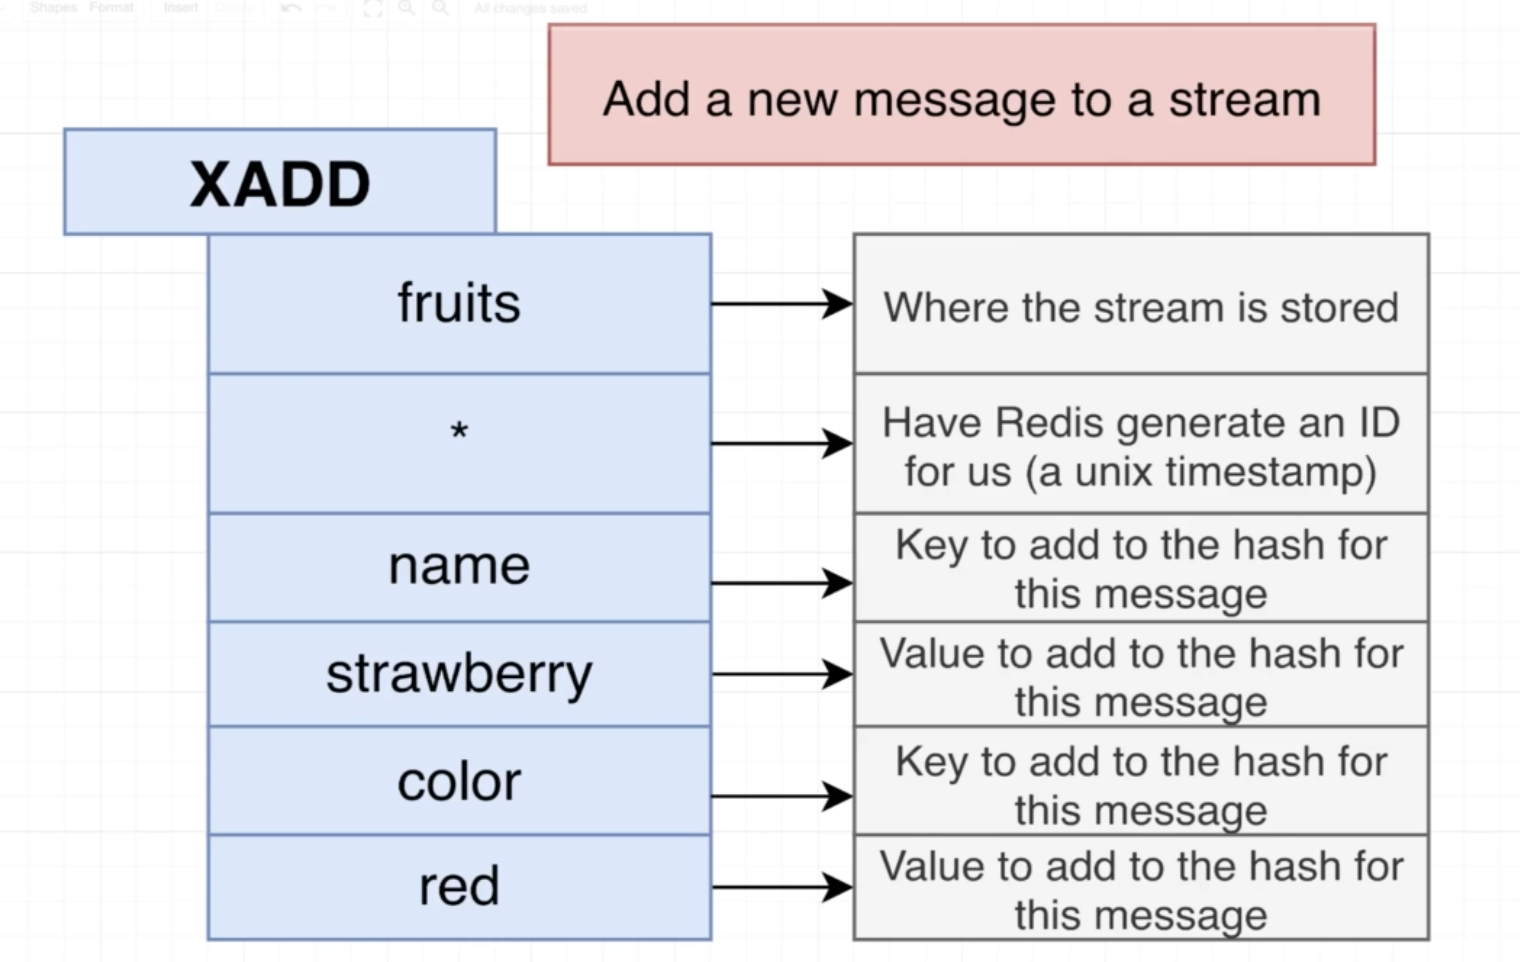 Shapes Format Insert Delete All changes saved
Add a new message to a stream
XADD
fruits
Where the stream is stored
*
Have Redis generate an ID
for us (a unix timestamp)
name
Key to add to the hash for
this message
strawberry
Value to add to the hash for
this message
color
Key to add to the hash for
this message
red
Value to add to the hash for
this message